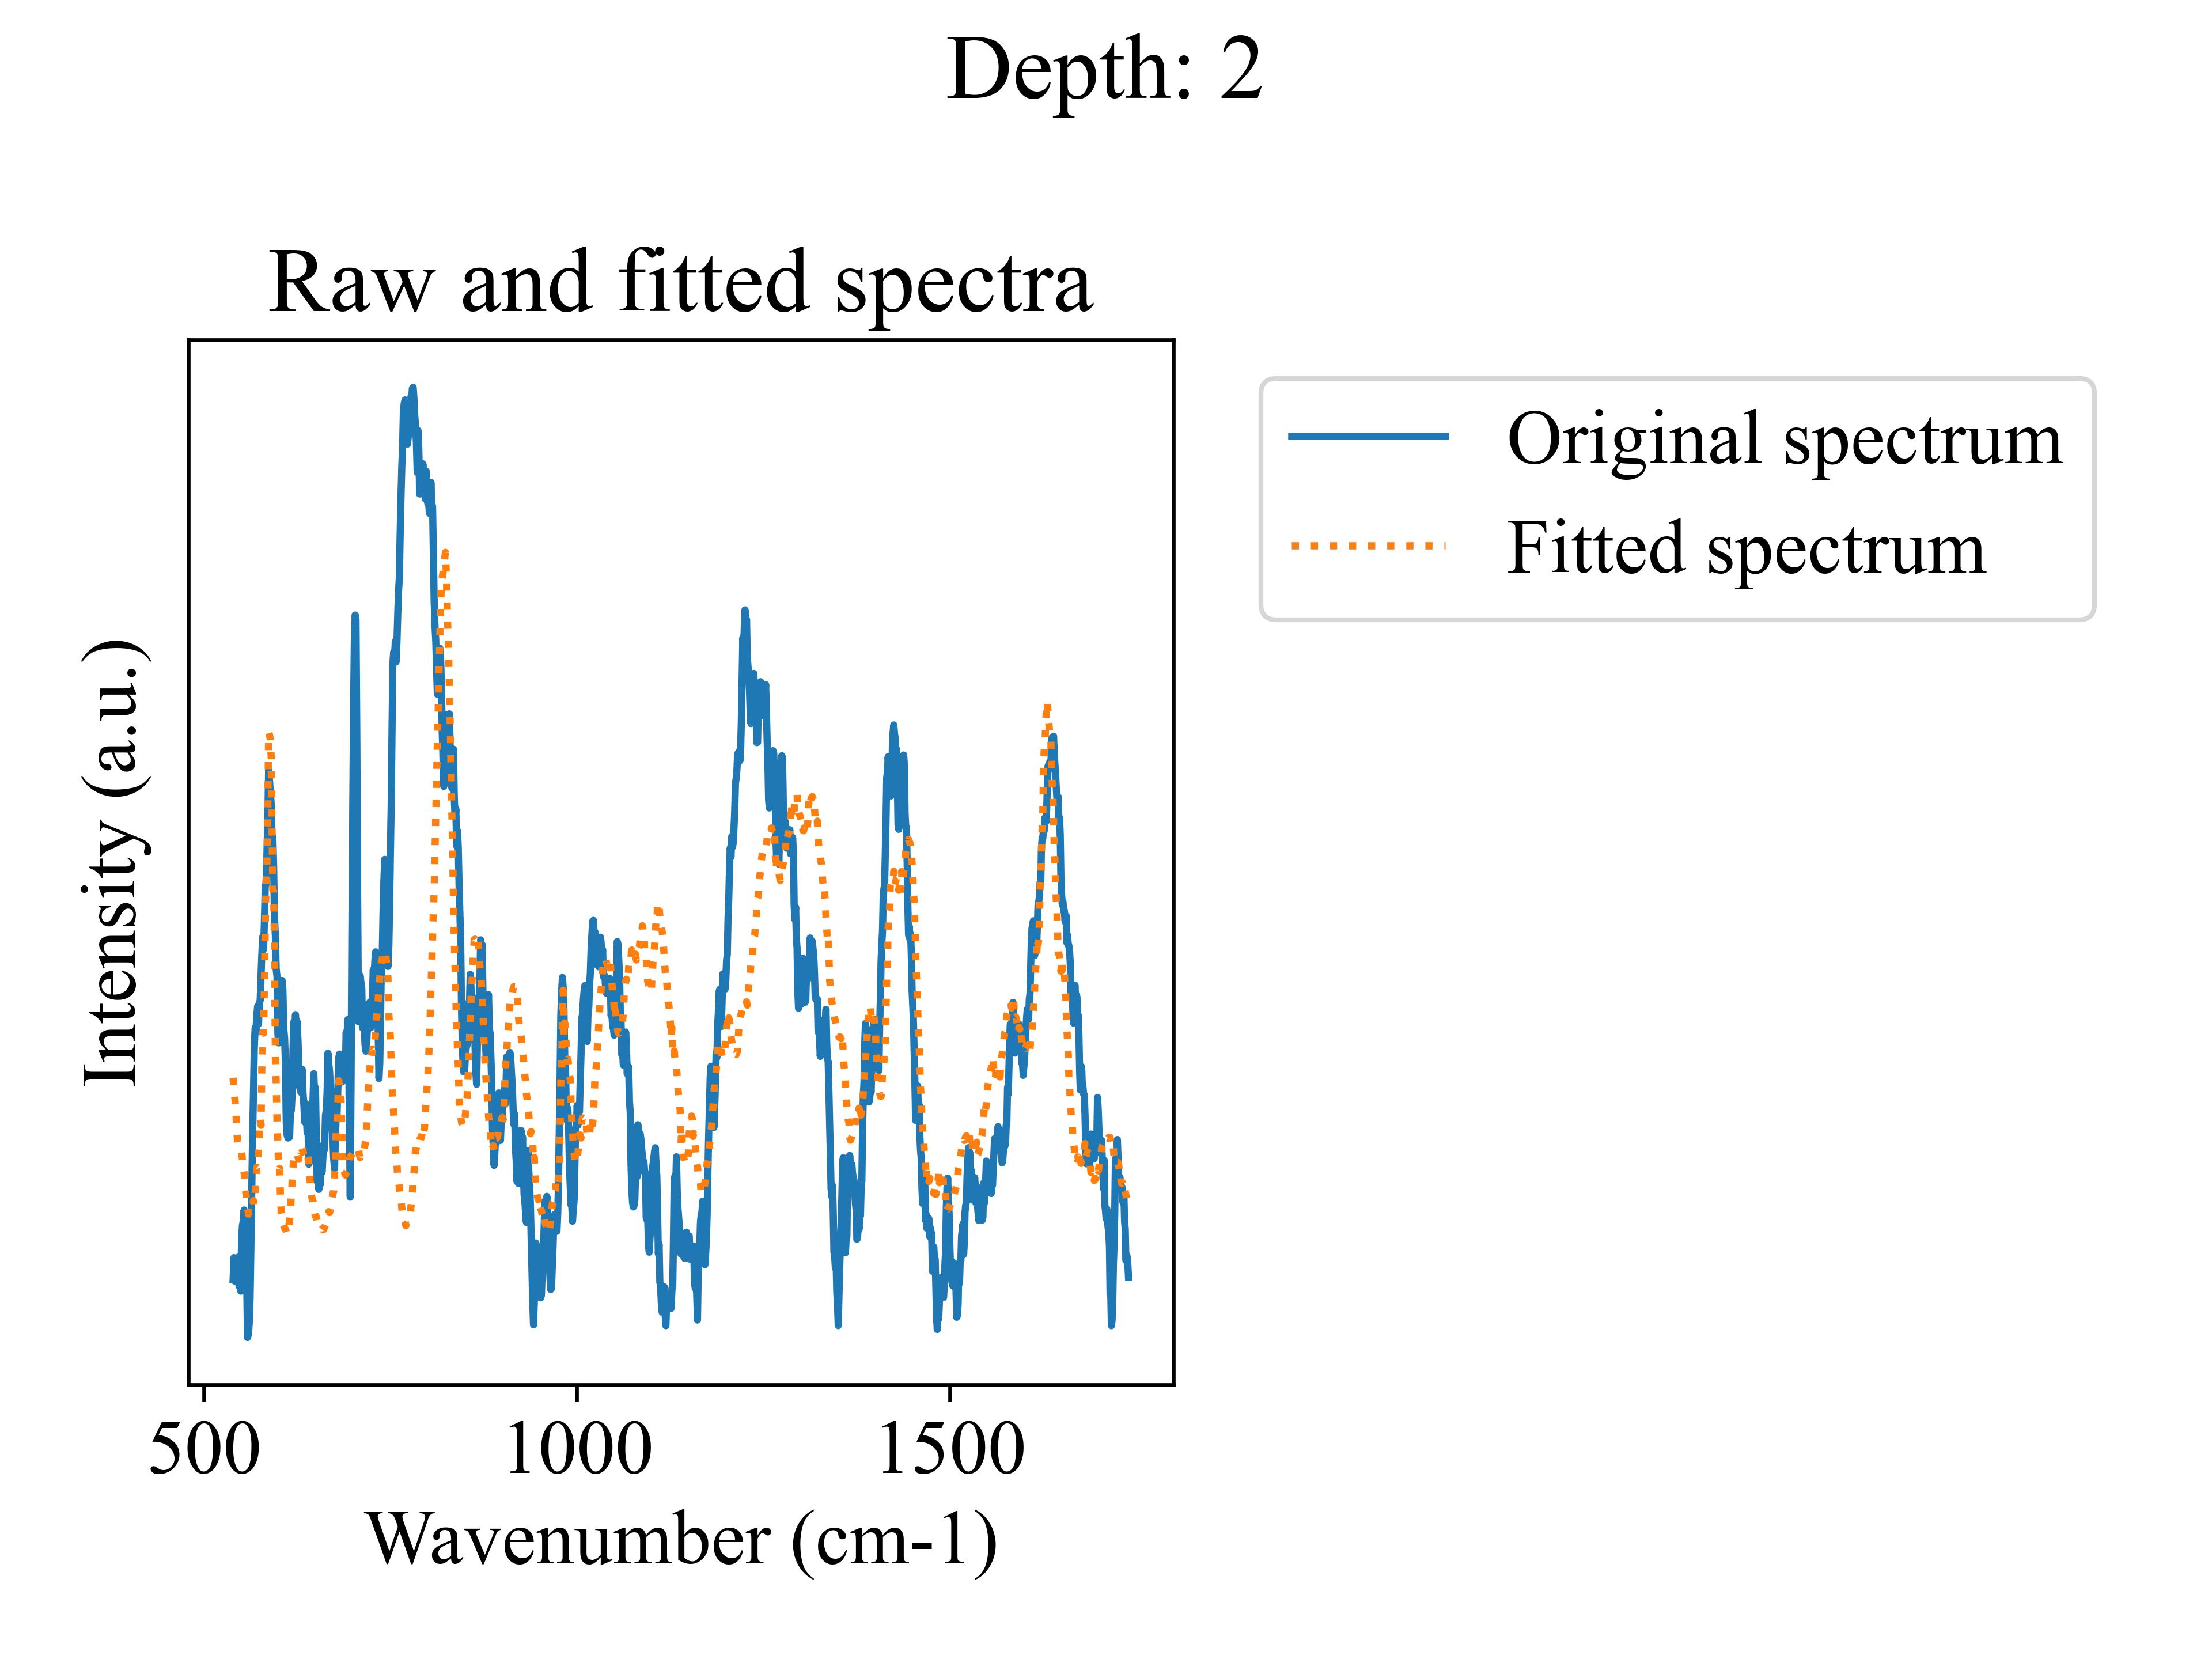 Depth: 2
Raw and fitted spectra
Original spectrum
Fitted spectrum
Intensity (a.u.)
500 1000 1500
Wavenumber (cm-1)